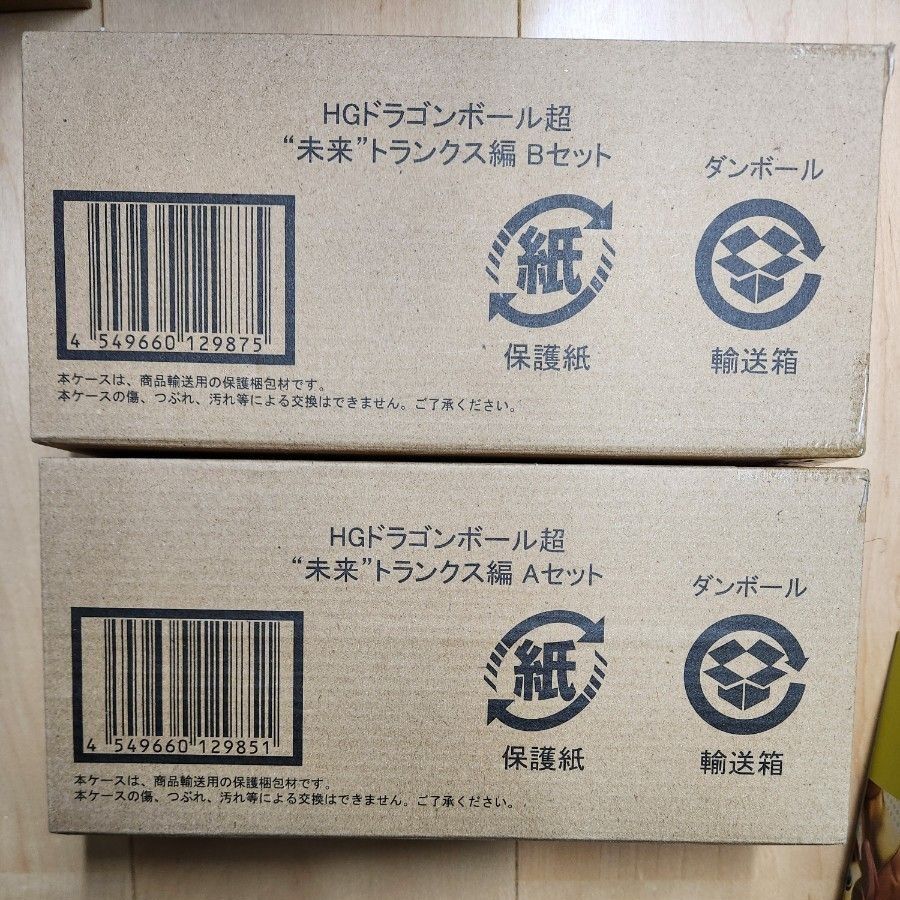 HGドラゴンボール超
“未来”トランクス編 Bセット
ダンボール
紙
4 549660 129875
保護紙
輸送箱
本ケースは、商品輸送用の保護梱包材です。
本ケースの傷、つぶれ、汚れ等による交換はできません。ご了承ください。
HGドラゴンボール超
“未来”トランクス編 Aセット
ダンボール
紙
4 549660 129851
保護紙
輸送箱
本ケースは、商品輸送用の保護梱包材です。
本ケースの傷、つぶれ、汚れ等による交換はできません。ご了承ください。